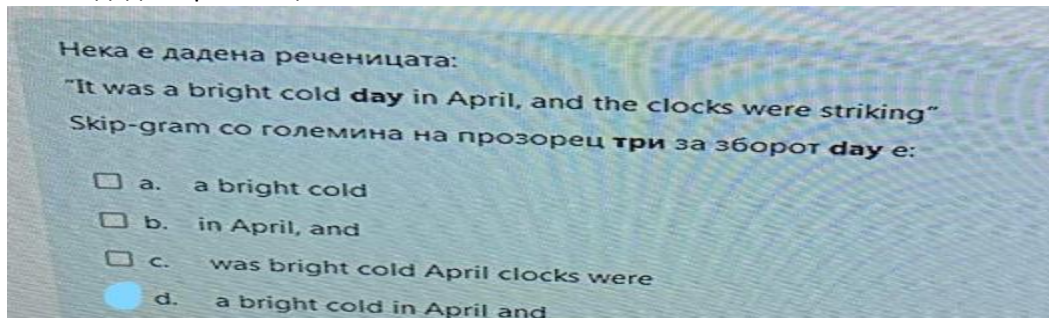 Нека е дадена реченицата:
"It was a bright cold day in April, and the clocks were striking"
Skip-gram со големина на прозорец три за зборот day е:
a. a bright cold
b. in April, and
c. was bright cold April clocks were
d. a bright cold in April and